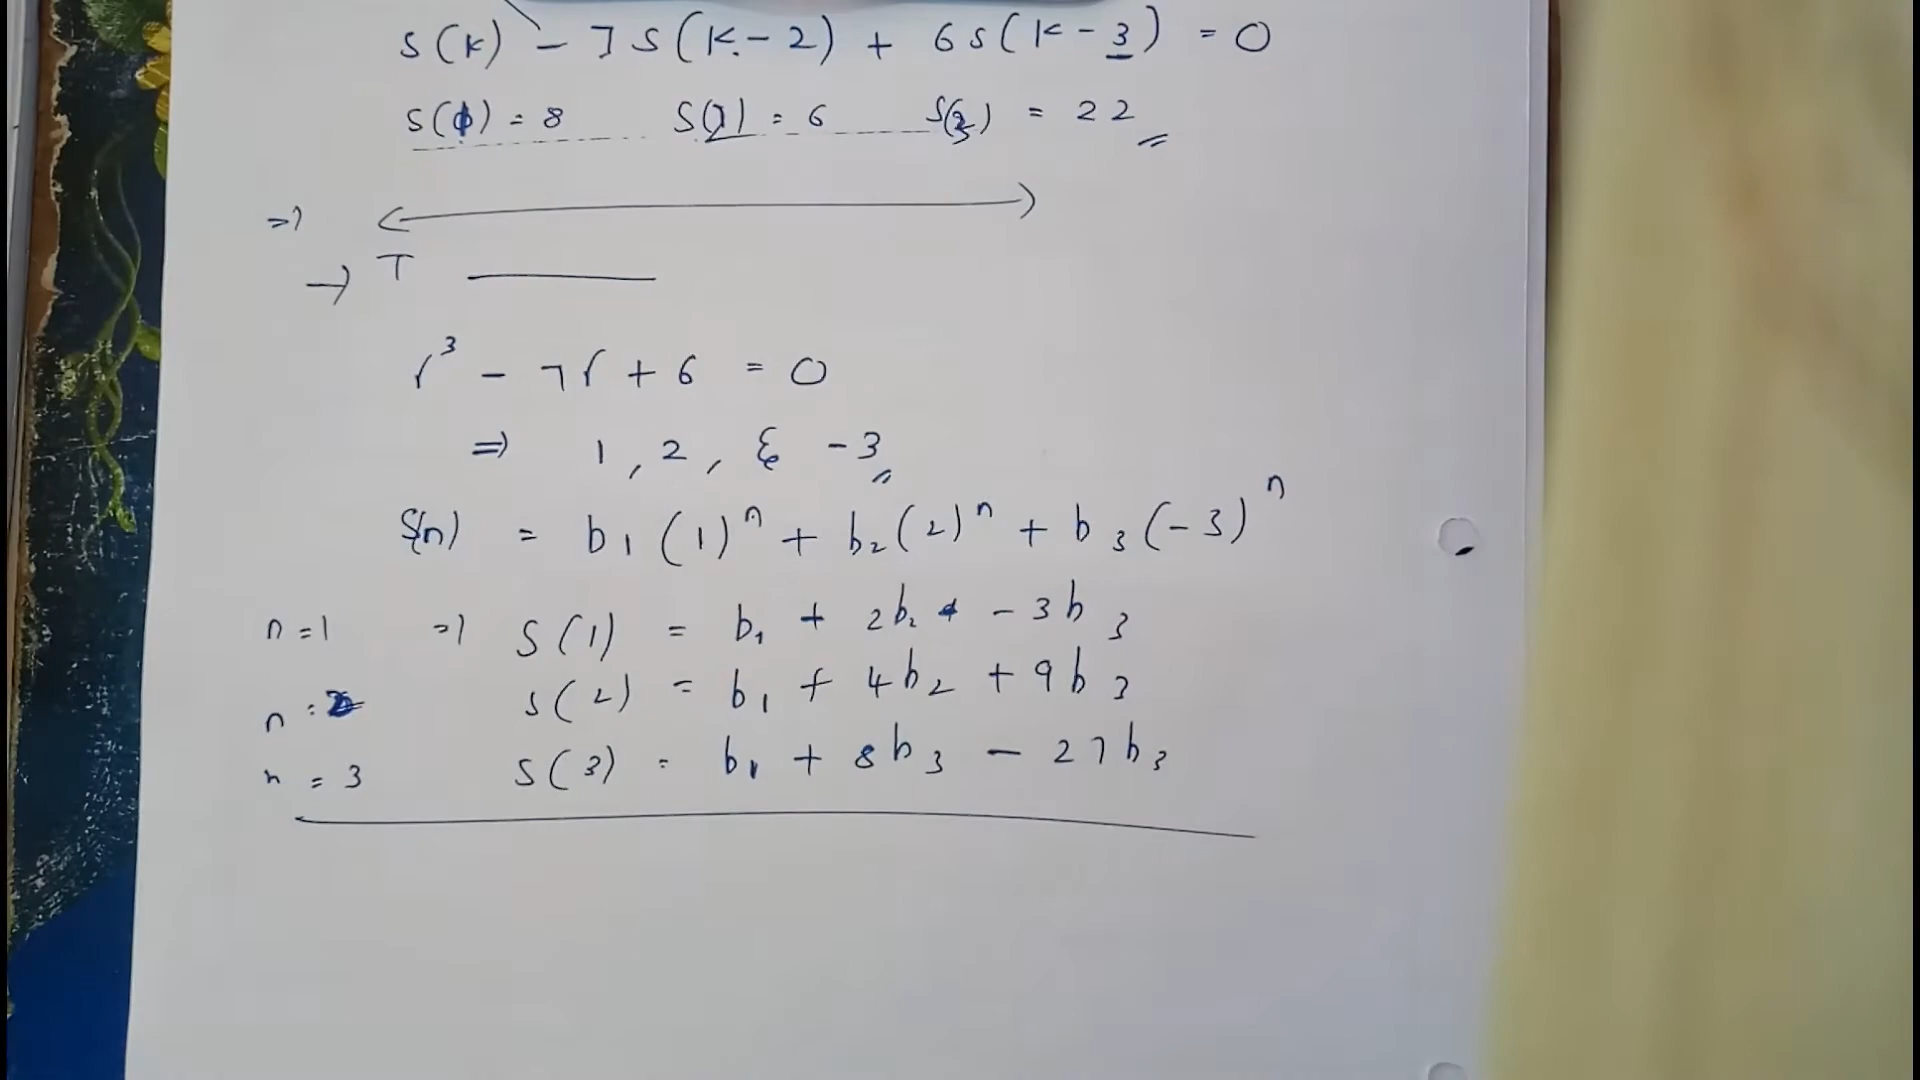 s(k) - 7s(k-2) + 6s(k-3) = 0
s(1) = 8 s(2) = 6 s(3) = 22
=> <———>
→ T ———
r³ - 7r + 6 = 0
=> 1, 2, & -3
S(n) = b₁(1)ⁿ + b₂(2)ⁿ + b₃(-3)ⁿ
n=1 => s(1) = b₁ + 2b₂ - 3b₃
n=2 s(2) = b₁ + 4b₂ + 9b₃
n=3 s(3) = b₁ + 8b₃ - 27b₃